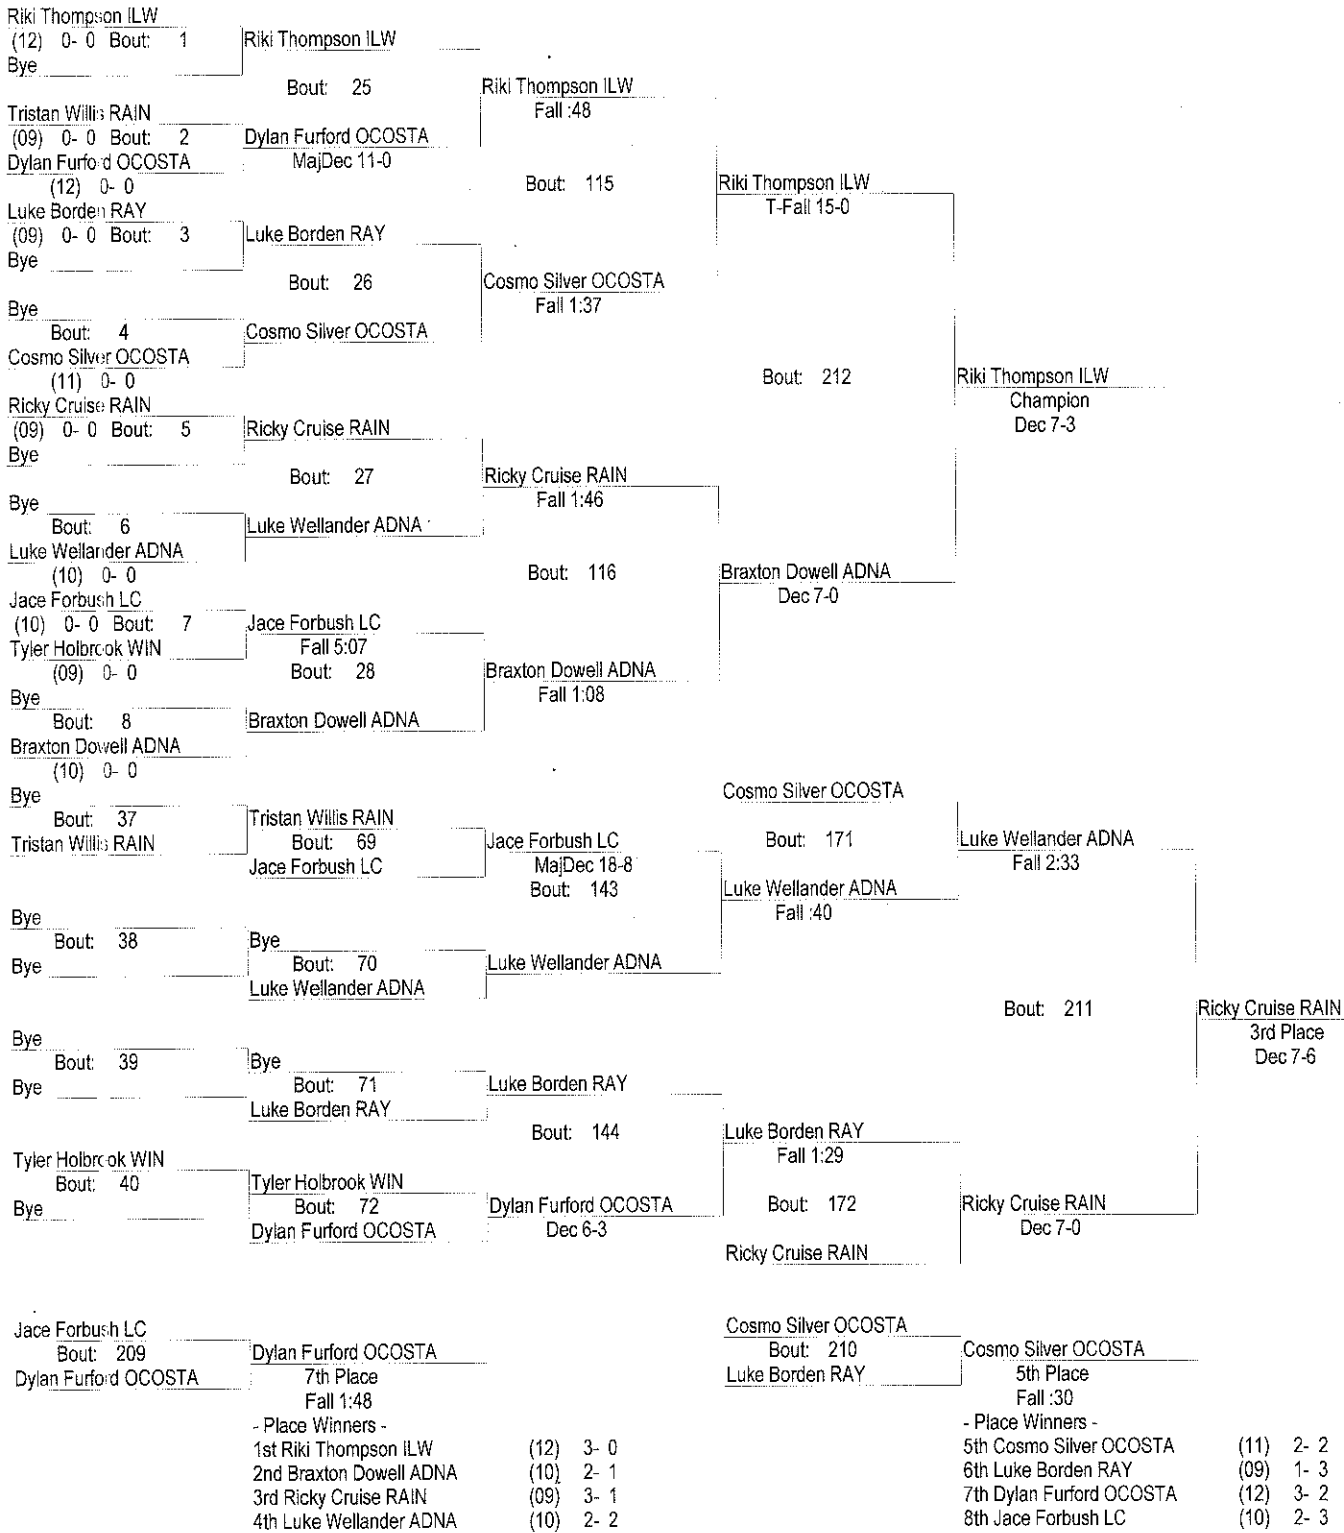 Riki Thompson ILW
(12) 0- 0 Bout: 1
Bye
Riki Thompson ILW
Bout: 25
Tristan Willis RAIN
(09) 0- 0 Bout: 2
Dylan Furford OCOSTA
(12) 0- 0
Dylan Furford OCOSTA
MajDec 11-0
Riki Thompson ILW
Fall :48
Bout: 115
Luke Borden RAY
(09) 0- 0 Bout: 3
Bye
Luke Borden RAY
Bout: 26
Bye
Bout: 4
Cosmo Silver OCOSTA
(11) 0- 0
Cosmo Silver OCOSTA
Cosmo Silver OCOSTA
Fall 1:37
Riki Thompson ILW
T-Fall 15-0
Bout: 212
Riki Thompson ILW
Champion
Dec 7-3
Ricky Cruise RAIN
(09) 0- 0 Bout: 5
Bye
Ricky Cruise RAIN
Bout: 27
Bye
Bout: 6
Luke Wellander ADNA
(10) 0- 0
Luke Wellander ADNA
Ricky Cruise RAIN
Fall 1:46
Bout: 116
Jace Forbush LC
(10) 0- 0 Bout: 7
Tyler Holbrook WIN
(09) 0- 0
Jace Forbush LC
Fall 5:07
Bout: 28
Bye
Bout: 8
Braxton Dowell ADNA
(10) 0- 0
Braxton Dowell ADNA
Braxton Dowell ADNA
Fall 1:08
Braxton Dowell ADNA
Dec 7-0
Bye
Bout: 37
Tristan Willis RAIN
Tristan Willis RAIN
Bout: 69
Jace Forbush LC
Jace Forbush LC
MajDec 18-8
Bout: 143
Bye
Bout: 38
Bye
Bye
Bout: 70
Luke Wellander ADNA
Luke Wellander ADNA
Cosmo Silver OCOSTA
Bout: 171
Luke Wellander ADNA
Fall :40
Luke Wellander ADNA
Fall 2:33
Bout: 211
Ricky Cruise RAIN
3rd Place
Dec 7-6
Bye
Bout: 39
Bye
Bye
Bout: 71
Luke Borden RAY
Luke Borden RAY
Bout: 144
Tyler Holbrook WIN
Bout: 40
Bye
Tyler Holbrook WIN
Bout: 72
Dylan Furford OCOSTA
Dylan Furford OCOSTA
Dec 6-3
Luke Borden RAY
Fall 1:29
Bout: 172
Ricky Cruise RAIN
Ricky Cruise RAIN
Dec 7-0
Jace Forbush LC
Bout: 209
Dylan Furford OCOSTA
Dylan Furford OCOSTA
7th Place
Fall 1:48
Cosmo Silver OCOSTA
Bout: 210
Luke Borden RAY
Cosmo Silver OCOSTA
5th Place
Fall :30
- Place Winners -
1st Riki Thompson ILW (12) 3- 0
2nd Braxton Dowell ADNA (10) 2- 1
3rd Ricky Cruise RAIN (09) 3- 1
4th Luke Wellander ADNA (10) 2- 2
- Place Winners -
5th Cosmo Silver OCOSTA (11) 2- 2
6th Luke Borden RAY (09) 1- 3
7th Dylan Furford OCOSTA (12) 3- 2
8th Jace Forbush LC (10) 2- 3